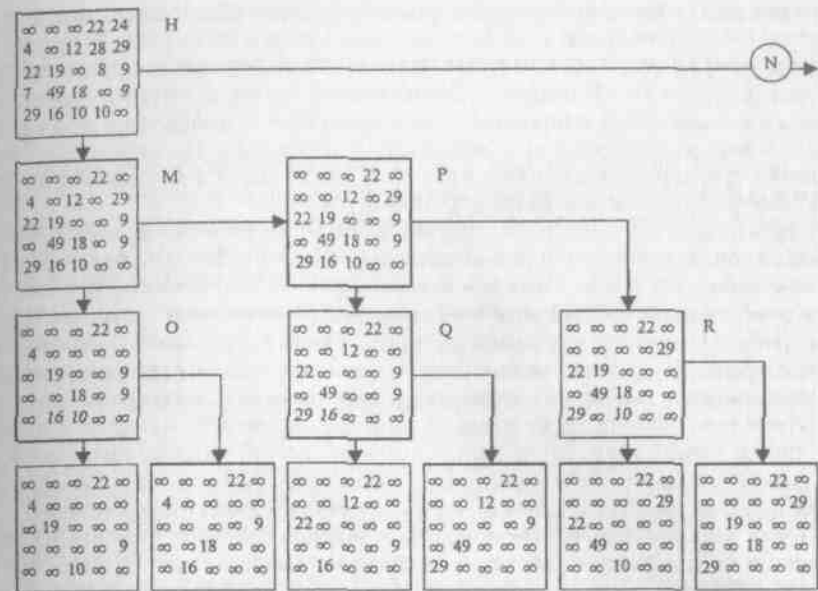 ∞ ∞ ∞ 22 24 H
4 ∞ 12 28 29
22 19 ∞ 8 9 N
7 49 18 ∞ 9
29 16 10 10 ∞
∞ ∞ ∞ 22 ∞ M
4 ∞ 12 ∞ 29
22 19 ∞ ∞ 9
∞ 49 18 ∞ 9
29 16 10 ∞ ∞
∞ ∞ ∞ 22 ∞ P
∞ ∞ 12 ∞ 29
22 19 ∞ ∞ 9
∞ 49 18 ∞ 9
29 16 10 ∞ ∞
∞ ∞ ∞ 22 ∞ O
4 ∞ ∞ ∞ ∞
∞ 19 ∞ ∞ 9
∞ ∞ 18 ∞ 9
∞ 16 10 ∞ ∞
∞ ∞ ∞ 22 ∞ Q
∞ ∞ 12 ∞ ∞
22 ∞ ∞ ∞ 9
∞ 49 ∞ ∞ 9
29 16 ∞ ∞ ∞
∞ ∞ ∞ 22 ∞ R
∞ ∞ ∞ ∞ 29
22 19 ∞ ∞ ∞
∞ 49 18 ∞ ∞
29 ∞ 10 ∞ ∞
∞ ∞ ∞ 22 ∞
4 ∞ ∞ ∞ ∞
∞ 19 ∞ ∞ ∞
∞ ∞ ∞ ∞ 9
∞ ∞ 10 ∞ ∞
∞ ∞ ∞ 22 ∞
4 ∞ ∞ ∞ ∞
∞ ∞ ∞ ∞ 9
∞ ∞ 18 ∞ ∞
∞ 16 ∞ ∞ ∞
∞ ∞ ∞ 22 ∞
∞ ∞ 12 ∞ ∞
22 ∞ ∞ ∞ ∞
∞ ∞ ∞ ∞ 9
∞ 16 ∞ ∞ ∞
∞ ∞ ∞ 22 ∞
∞ ∞ 12 ∞ ∞
∞ ∞ ∞ ∞ 9
∞ 49 ∞ ∞ ∞
29 ∞ ∞ ∞ ∞
∞ ∞ ∞ 22 ∞
∞ ∞ ∞ ∞ 29
22 ∞ ∞ ∞ ∞
∞ 49 ∞ ∞ ∞
∞ ∞ 10 ∞ ∞
∞ ∞ ∞ 22 ∞
∞ ∞ ∞ ∞ 29
∞ 19 ∞ ∞ ∞
∞ ∞ 18 ∞ ∞
29 ∞ ∞ ∞ ∞